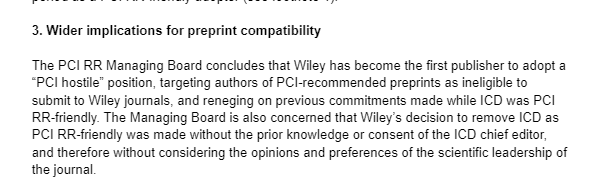 3. Wider implications for preprint compatibility
The PCI RR Managing Board concludes that Wiley has become the first publisher to adopt a
“PCI hostile” position, targeting authors of PCI-recommended preprints as ineligible to
submit to Wiley journals, and reneging on previous commitments made while ICD was PCI
RR-friendly. The Managing Board is also concerned that Wiley’s decision to remove ICD as
PCI RR-friendly was made without the prior knowledge or consent of the ICD chief editor,
and therefore without considering the opinions and preferences of the scientific leadership of
the journal.